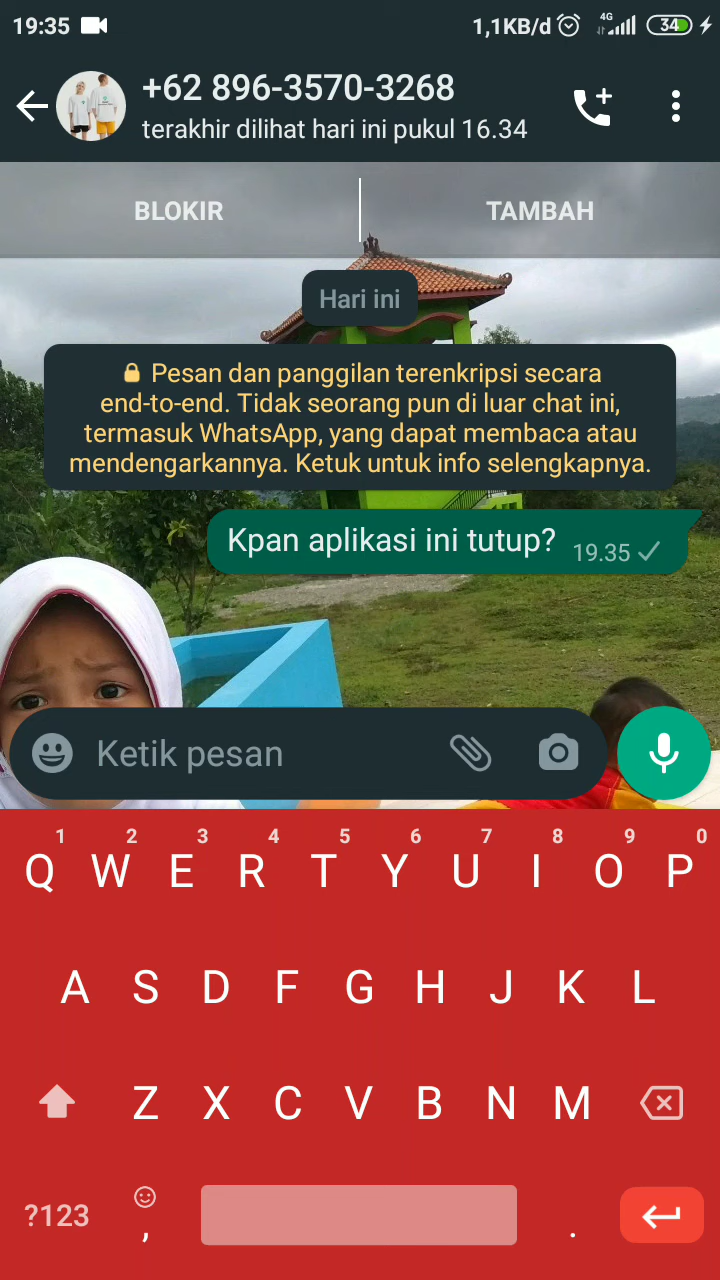 19:35
1,1KB/d 4G 34
+62 896-3570-3268
terakhir dilihat hari ini pukul 16.34
BLOKIR
TAMBAH
Hari ini
Pesan dan panggilan terenkripsi secara
end-to-end. Tidak seorang pun di luar chat ini,
termasuk WhatsApp, yang dapat membaca atau
mendengarkannya. Ketuk untuk info selengkapnya.
Kpan aplikasi ini tutup? 19.35
Ketik pesan
1 2 3 4 5 6 7 8 9 0
Q W E R T Y U I O P
A S D F G H J K L
Z X C V B N M
?123 , .